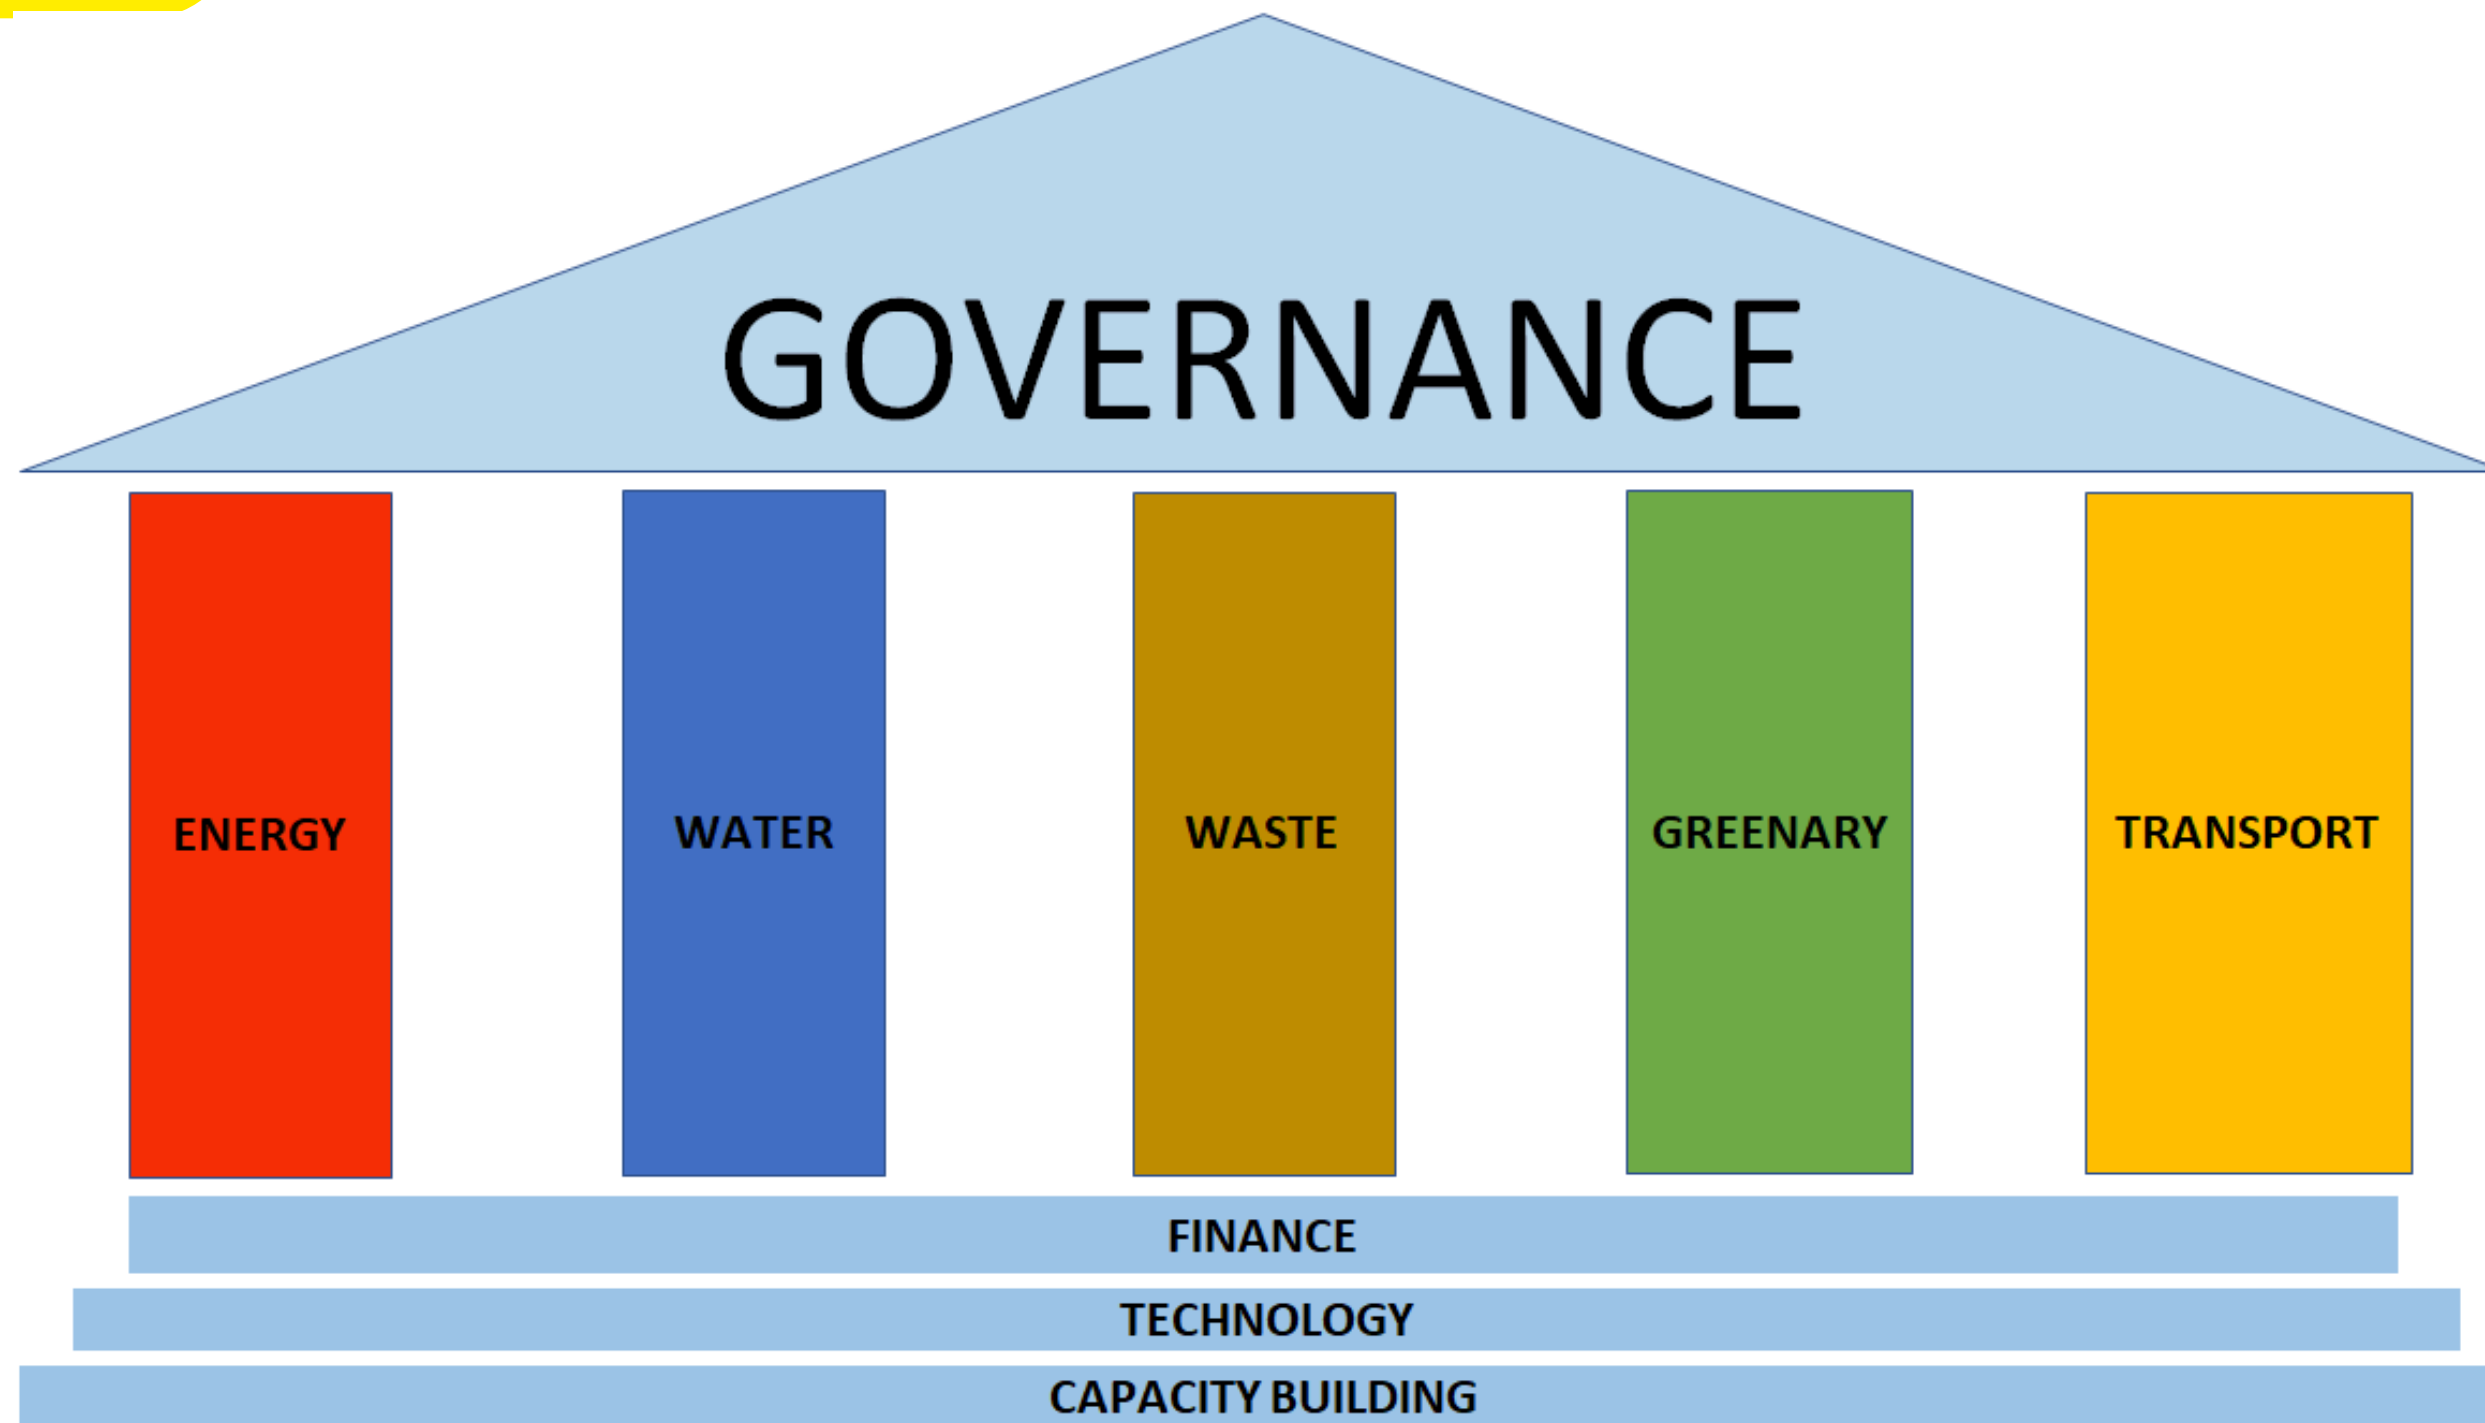 GOVERNANCE
ENERGY
WATER
WASTE
GREENARY
TRANSPORT
FINANCE
TECHNOLOGY
CAPACITY BUILDING